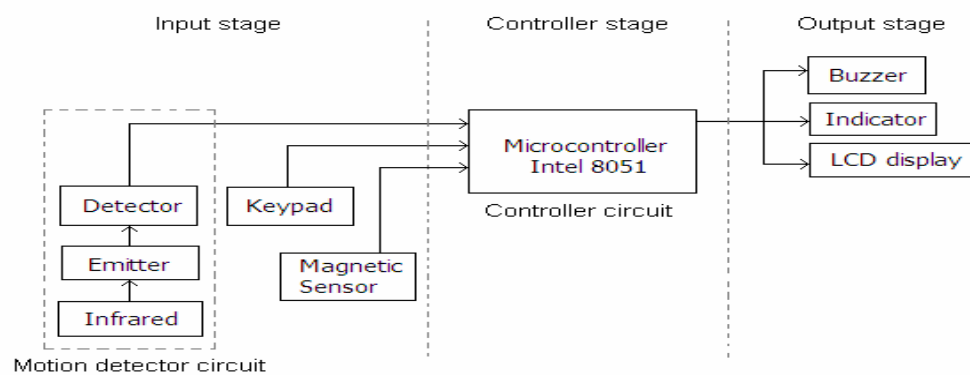 Input stage
Controller stage
Output stage
Buzzer
Indicator
LCD display
Microcontroller
Intel 8051
Controller circuit
Detector
Keypad
Emitter
Magnetic
Sensor
Infrared
Motion detector circuit